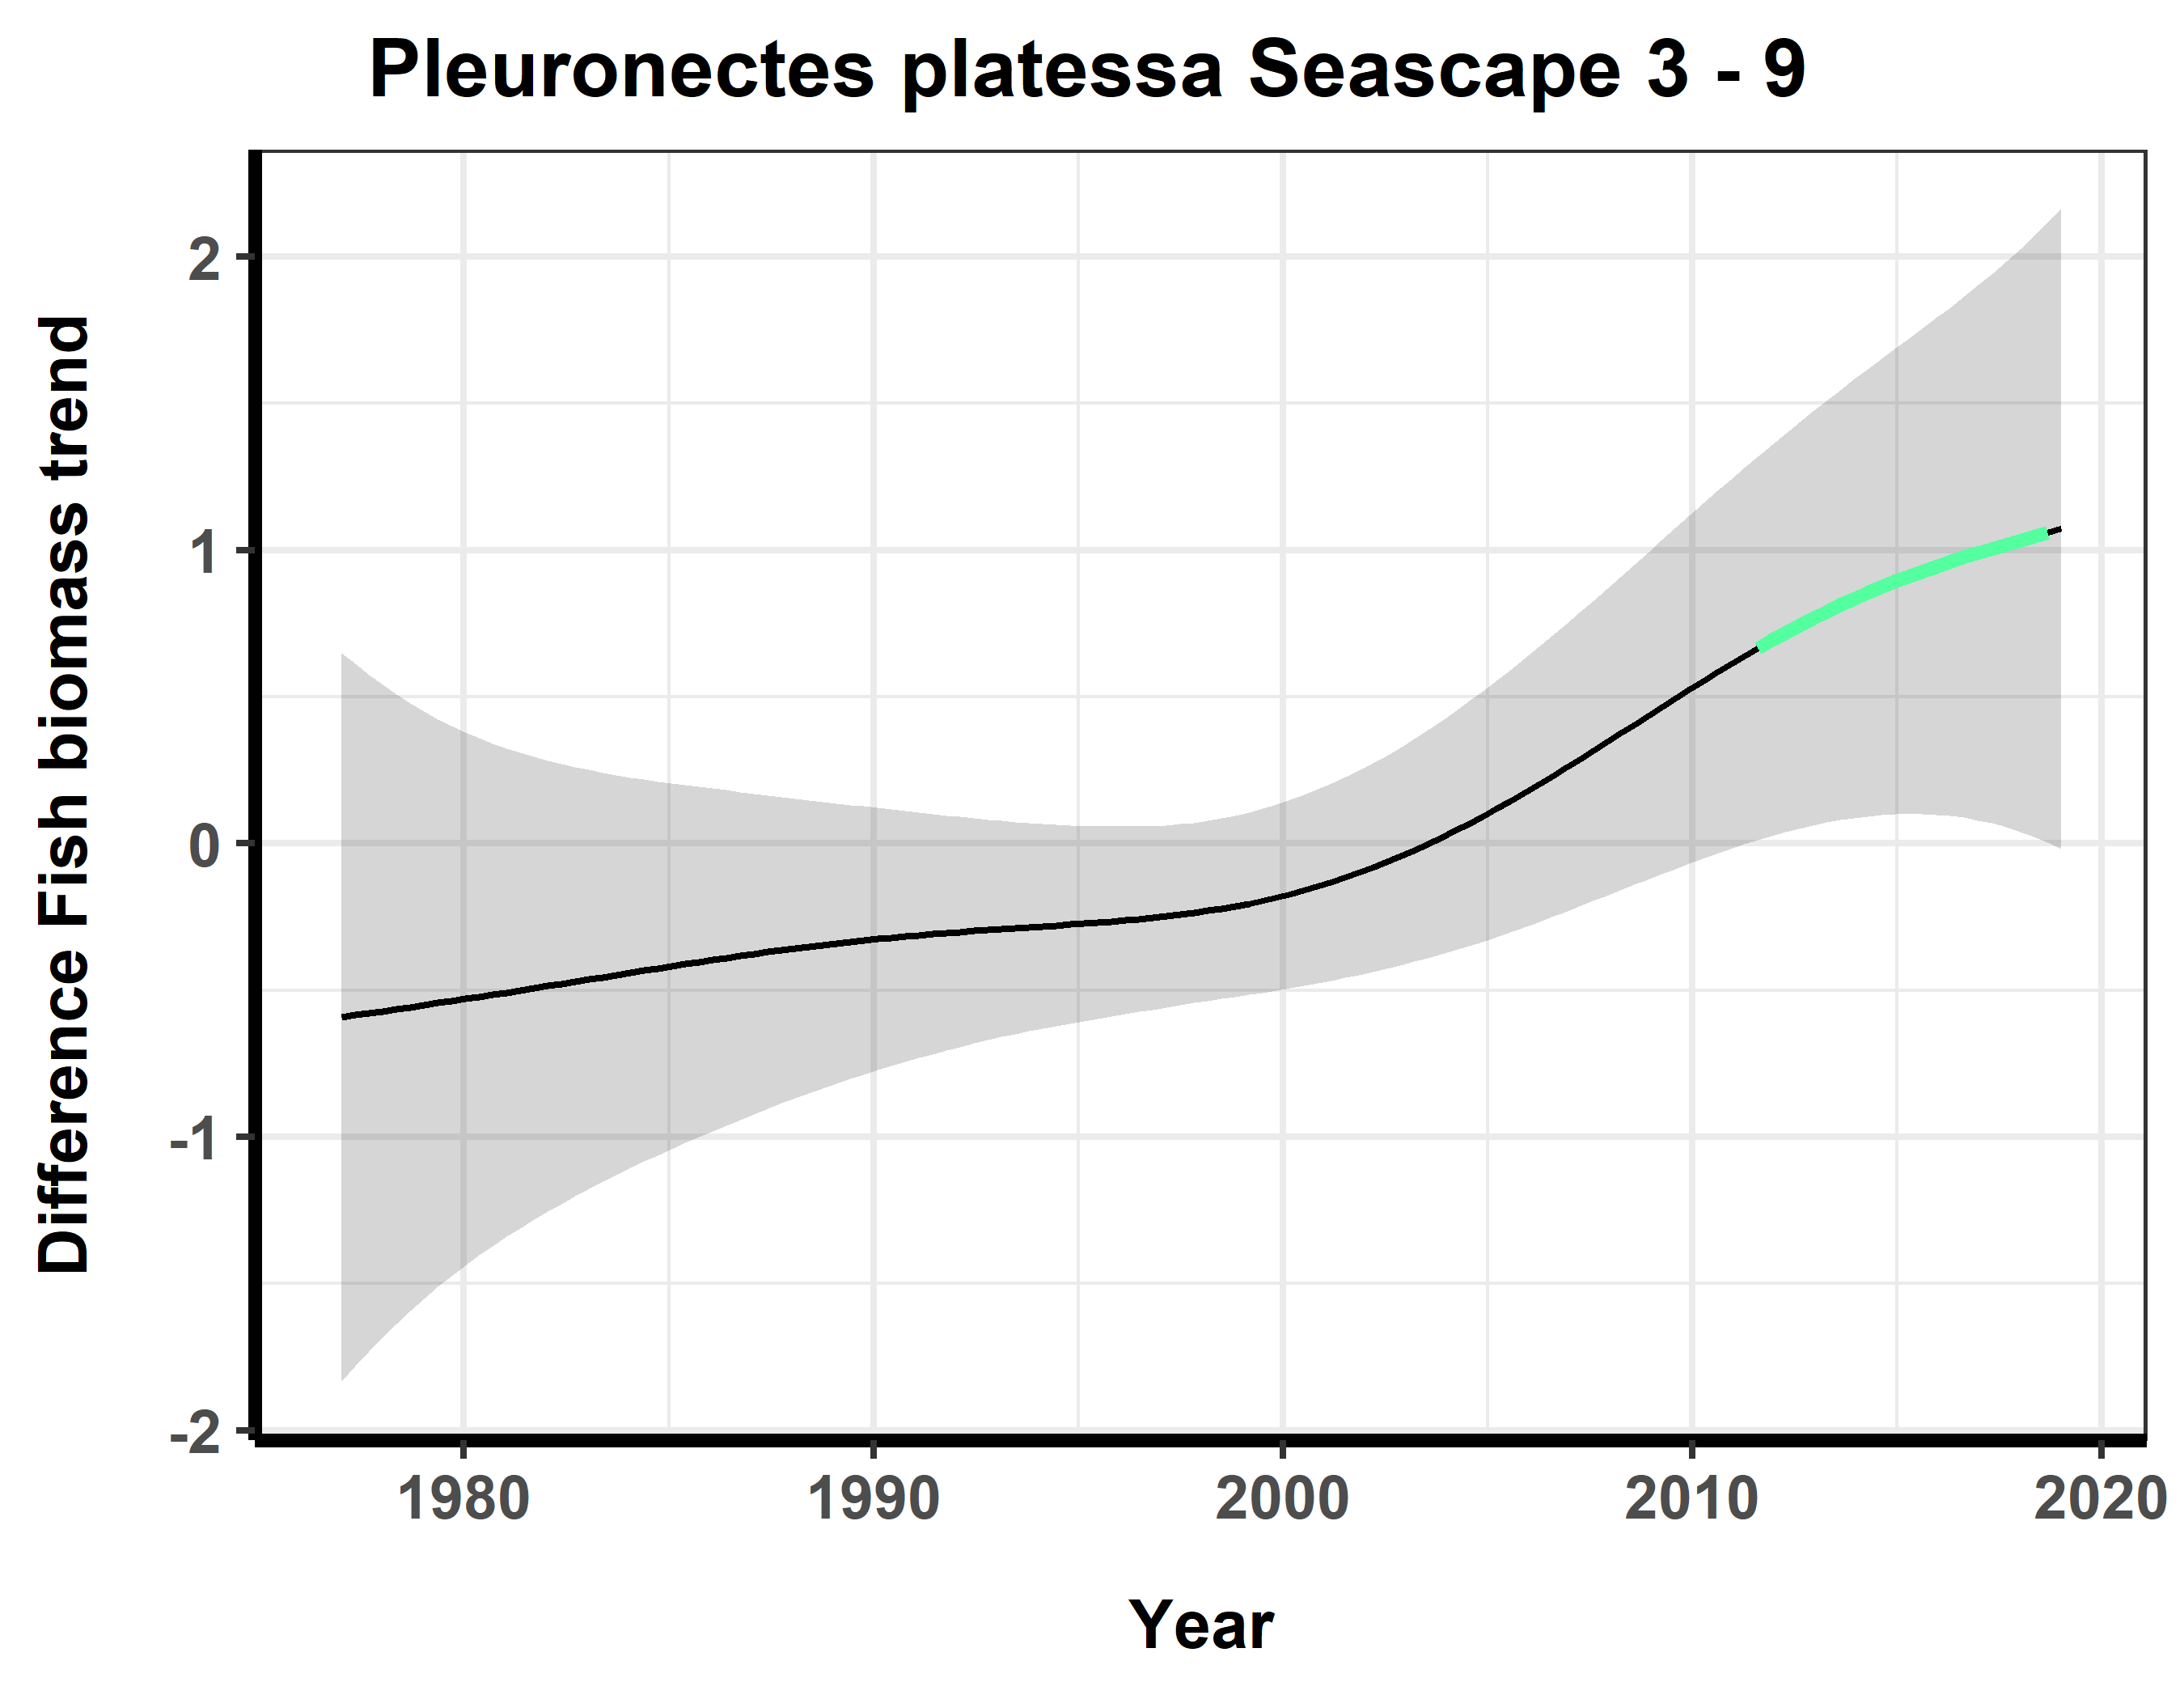 Pleuronectes platessa Seascape 3 - 9
Difference Fish biomass trend
2
1
0
-1
-2
1980 1990 2000 2010 2020
Year